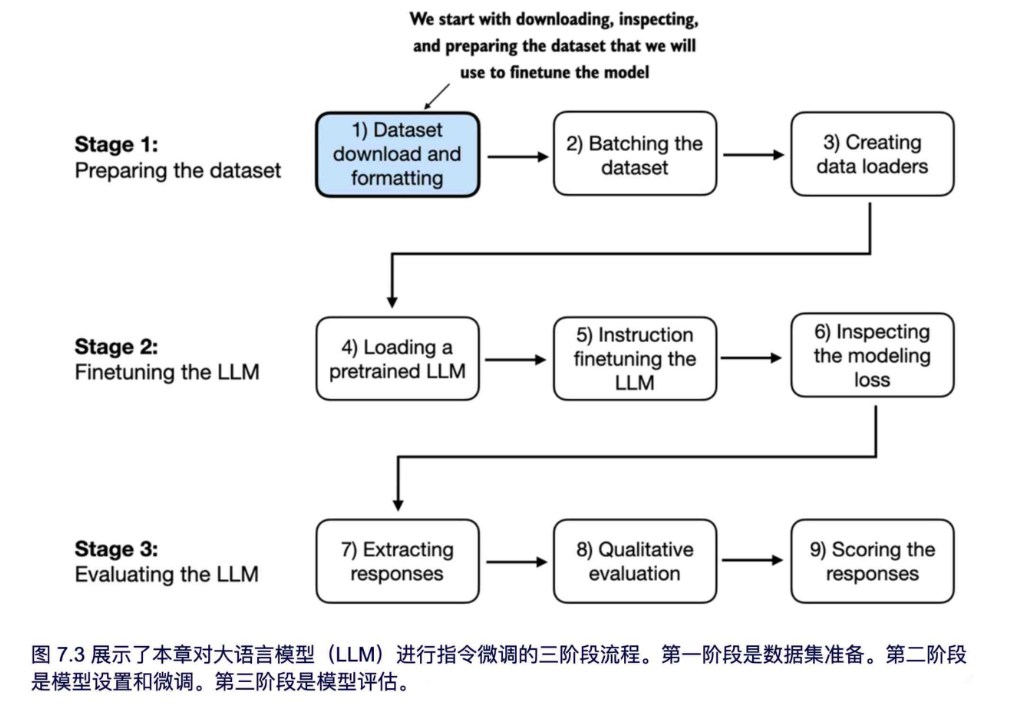 We start with downloading, inspecting,
and preparing the dataset that we will
use to finetune the model
Stage 1:
Preparing the dataset
1) Dataset
download and
formatting
2) Batching the
dataset
3) Creating
data loaders
Stage 2:
Finetuning the LLM
4) Loading a
pretrained LLM
5) Instruction
finetuning the
LLM
6) Inspecting
the modeling
loss
Stage 3:
Evaluating the LLM
7) Extracting
responses
8) Qualitative
evaluation
9) Scoring the
responses
图 7.3 展示了本章对大语言模型（LLM）进行指令微调的三阶段流程。第一阶段是数据集准备。第二阶段
是模型设置和微调。第三阶段是模型评估。